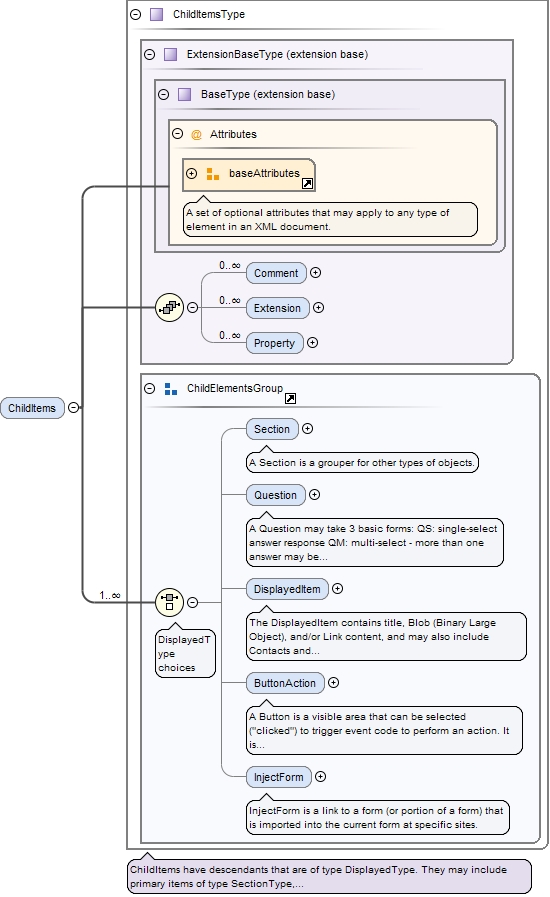 ChildItemsType
ExtensionBaseType (extension base)
BaseType (extension base)
@ Attributes
baseAttributes
A set of optional attributes that may apply to any type of
element in an XML document.
0..∞
Comment
0..∞
Extension
0..∞
Property
ChildItems
ChildElementsGroup
Section
A Section is a grouper for other types of objects.
Question
A Question may take 3 basic forms: QS: single-select
answer response QM: multi-select - more than one
answer may be...
1..∞
DisplayedT
ype
choices
DisplayedItem
The DisplayedItem contains title, Blob (Binary Large
Object), and/or Link content, and may also include
Contacts and...
ButtonAction
A Button is a visible area that can be selected
("clicked") to trigger event code to perform an action. It
is...
InjectForm
InjectForm is a link to a form (or portion of a form) that
is imported into the current form at specific sites.
ChildItems have descendants that are of type DisplayedType. They may include
primary items of type SectionType,...